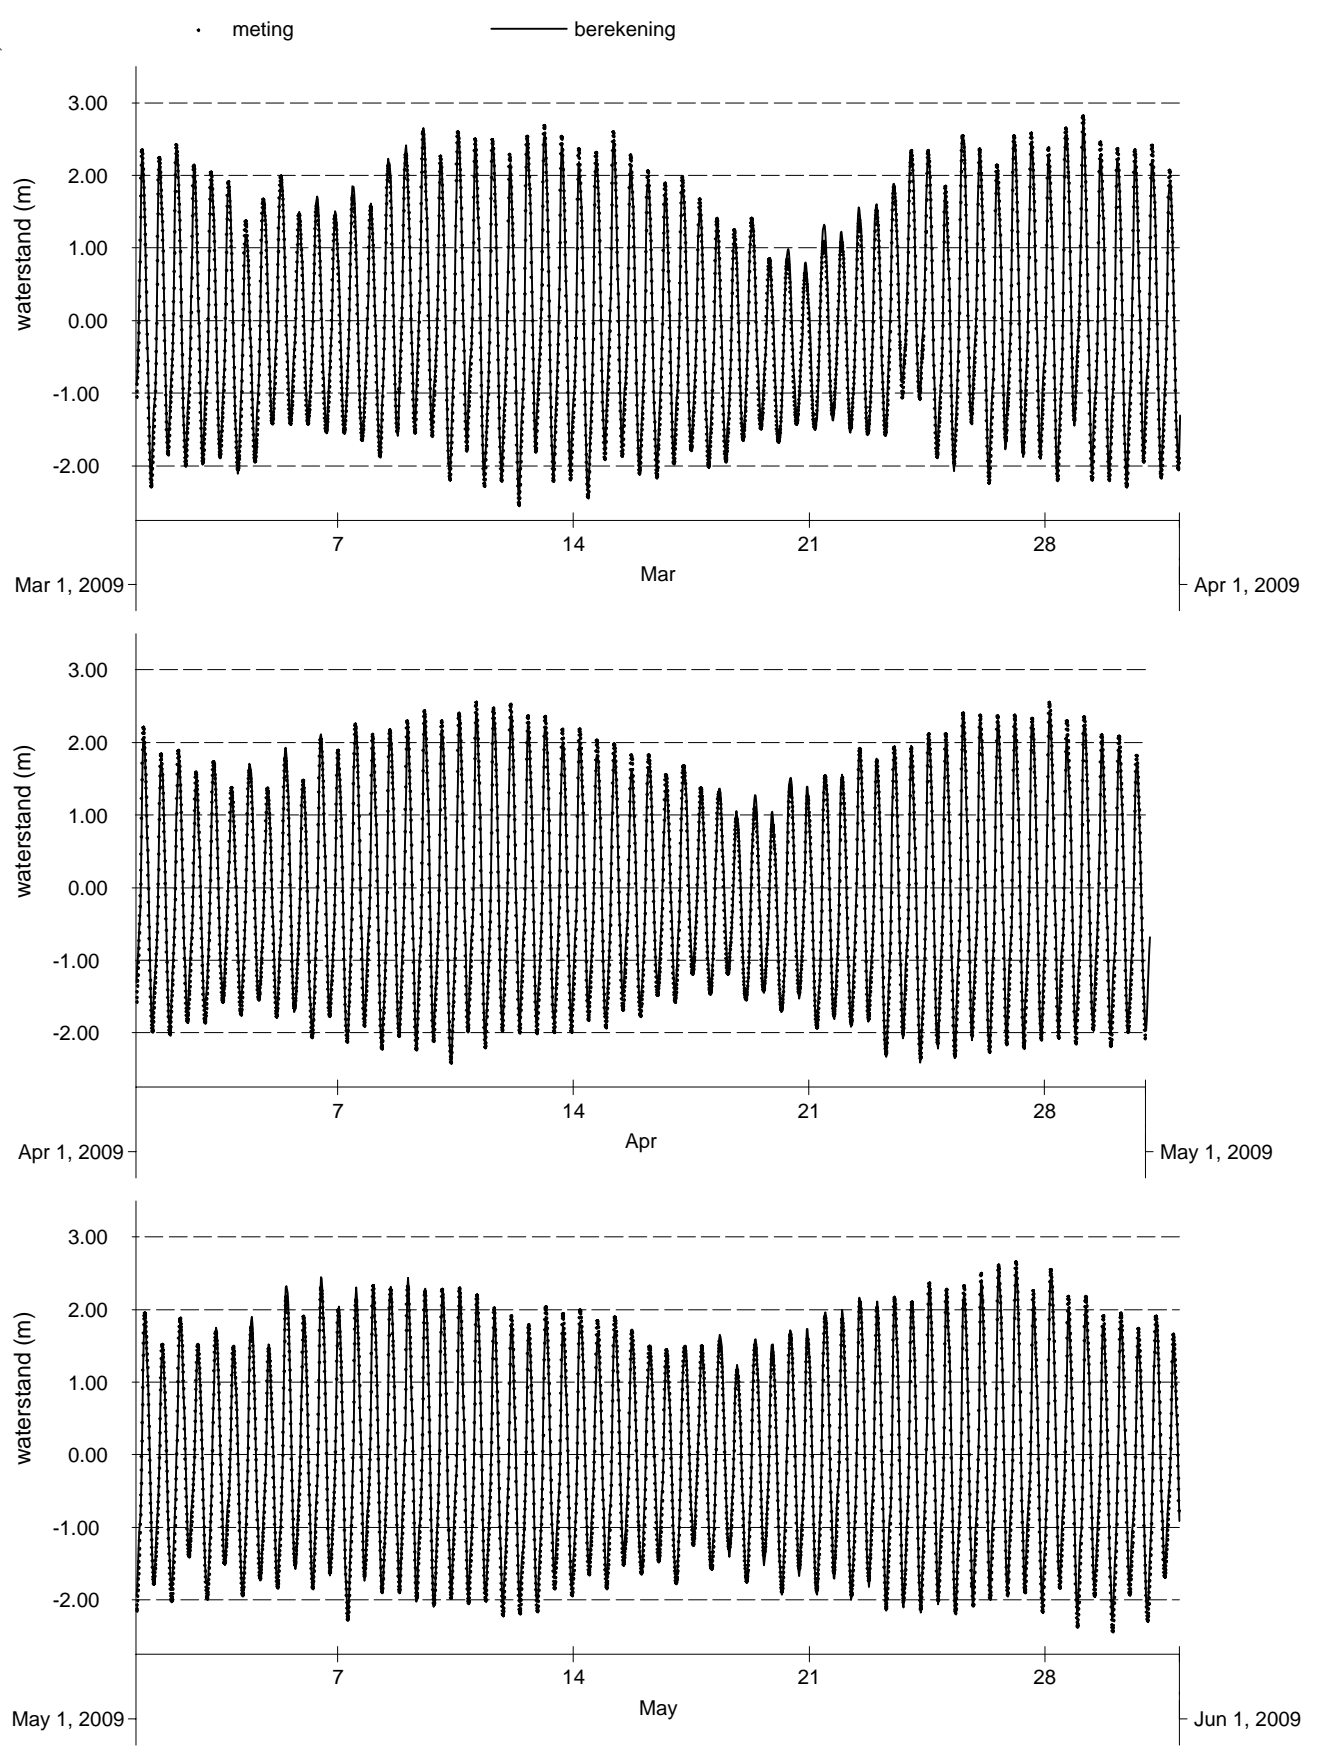 meting berekening
3.00
2.00
1.00
0.00
-1.00
-2.00
waterstand (m)
7 14 21 28
Mar
Mar 1, 2009 Apr 1, 2009
3.00
2.00
1.00
0.00
-1.00
-2.00
waterstand (m)
7 14 21 28
Apr
Apr 1, 2009 May 1, 2009
3.00
2.00
1.00
0.00
-1.00
-2.00
waterstand (m)
7 14 21 28
May
May 1, 2009 Jun 1, 2009